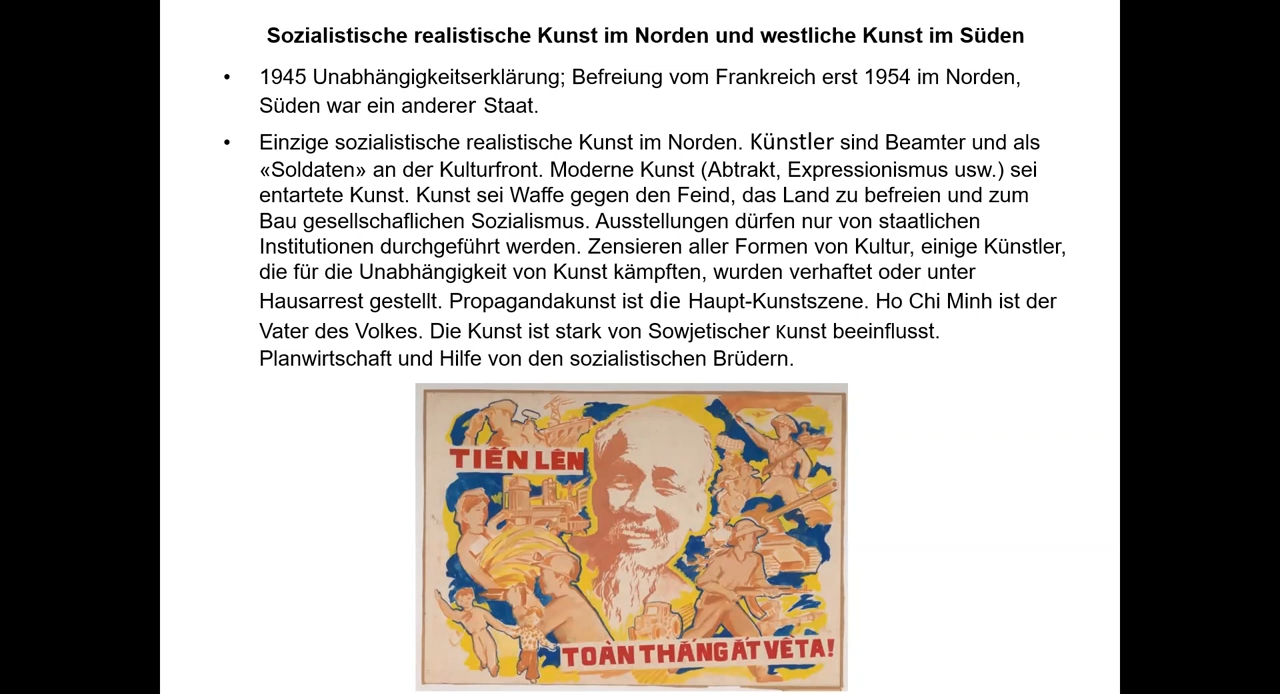 Sozialistische realistische Kunst im Norden und westliche Kunst im Süden
• 1945 Unabhängigkeitserklärung; Befreiung vom Frankreich erst 1954 im Norden,
Süden war ein anderer Staat.
• Einzige sozialistische realistische Kunst im Norden. Künstler sind Beamter und als
«Soldaten» an der Kulturfront. Moderne Kunst (Abtrakt, Expressionismus usw.) sei
entartete Kunst. Kunst sei Waffe gegen den Feind, das Land zu befreien und zum
Bau gesellschaflichen Sozialismus. Ausstellungen dürfen nur von staatlichen
Institutionen durchgeführt werden. Zensieren aller Formen von Kultur, einige Künstler,
die für die Unabhängigkeit von Kunst kämpften, wurden verhaftet oder unter
Hausarrest gestellt. Propagandakunst ist die Haupt-Kunstszene. Ho Chi Minh ist der
Vater des Volkes. Die Kunst ist stark von Sowjetischer Kunst beeinflusst.
Planwirtschaft und Hilfe von den sozialistischen Brüdern.
TIẾN LÊN
TOÀN THẮNG ẤT VỀ TA!